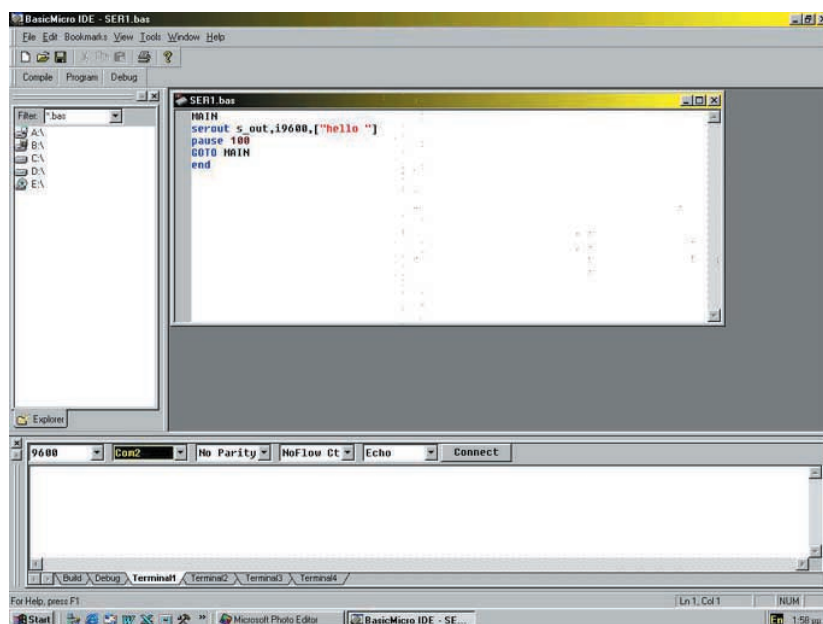 BasicMicro IDE - SER1.bas
File Edit Bookmarks View Tools Window Help
Compile Program Debug
Filter: *.bas
A:\
B:\
C:\
D:\
E:\
Explorer
SER1.bas
MAIN
serout s_out,i9600,["hello "]
pause 100
GOTO MAIN
end
9600 Com2 No Parity NoFlow Ct Echo Connect
Build Debug Terminal1 Terminal2 Terminal3 Terminal4
For Help, press F1 Ln 1, Col 1 NUM
Start » Microsoft Photo Editor BasicMicro IDE - SE... En 1:58 μμ